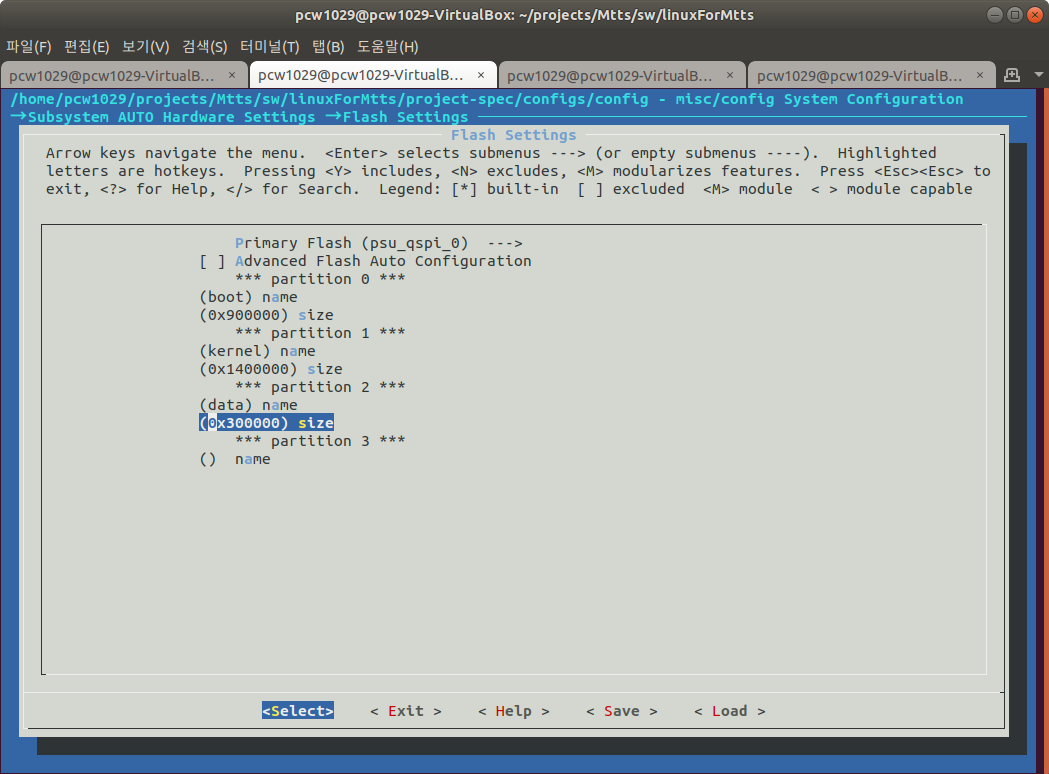 pcw1029@pcw1029-VirtualBox: ~/projects/Mtts/sw/linuxForMtts
파일(F) 편집(E) 보기(V) 검색(S) 터미널(T) 탭(B) 도움말(H)
pcw1029@pcw1029-VirtualB... × pcw1029@pcw1029-VirtualB... × pcw1029@pcw1029-VirtualB... × pcw1029@pcw1029-VirtualB... ×
/home/pcw1029/projects/Mtts/sw/linuxForMtts/project-spec/configs/config - misc/config System Configuration
→Subsystem AUTO Hardware Settings →Flash Settings
Flash Settings
Arrow keys navigate the menu.  <Enter> selects submenus ---> (or empty submenus ----).  Highlighted
letters are hotkeys.  Pressing <Y> includes, <N> excludes, <M> modularizes features.  Press <Esc><Esc> to
exit, <?> for Help, </> for Search.  Legend: [*] built-in  [ ] excluded  <M> module  < > module capable
Primary Flash (psu_qspi_0)  --->
[ ] Advanced Flash Auto Configuration
*** partition 0 ***
(boot) name
(0x900000) size
*** partition 1 ***
(kernel) name
(0x1400000) size
*** partition 2 ***
(data) name
(0x300000) size
*** partition 3 ***
()  name
<Select>    < Exit >    < Help >    < Save >    < Load >